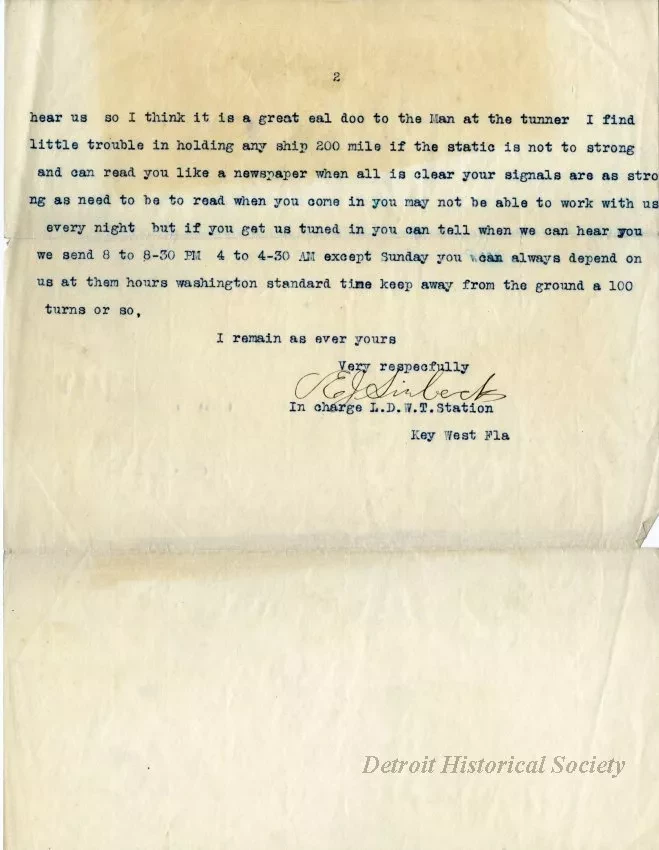 2
hear us so I think it is a great eal doo to the Man at the tunner I find
little trouble in holding any ship 200 mile if the static is not to strong
and can read you like a newspaper when all is clear your signals are as stro
ng as need to be to read when you come in you may not be able to work with us
every night but if you get us tuned in you can tell when we can hear you
we send 8 to 8-30 PM 4 to 4-30 AM except Sunday you can always depend on
us at them hours washington standard time keep away from the ground a 100
turns or so,
I remain as ever yours
Very respecfully
In charge L.D.W.T.Station
Key West Fla
Detroit Historical Society